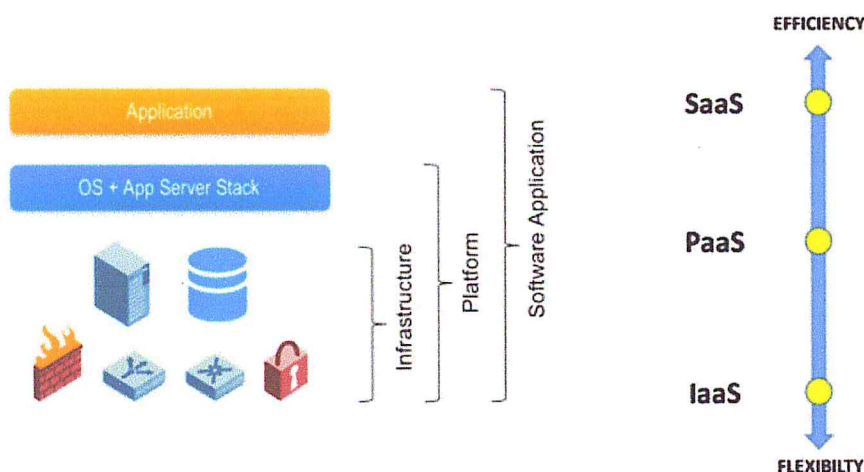 EFFICIENCY
Application
SaaS
OS + App Server Stack
Infrastructure
Platform
Software Application
PaaS
IaaS
FLEXIBILTY